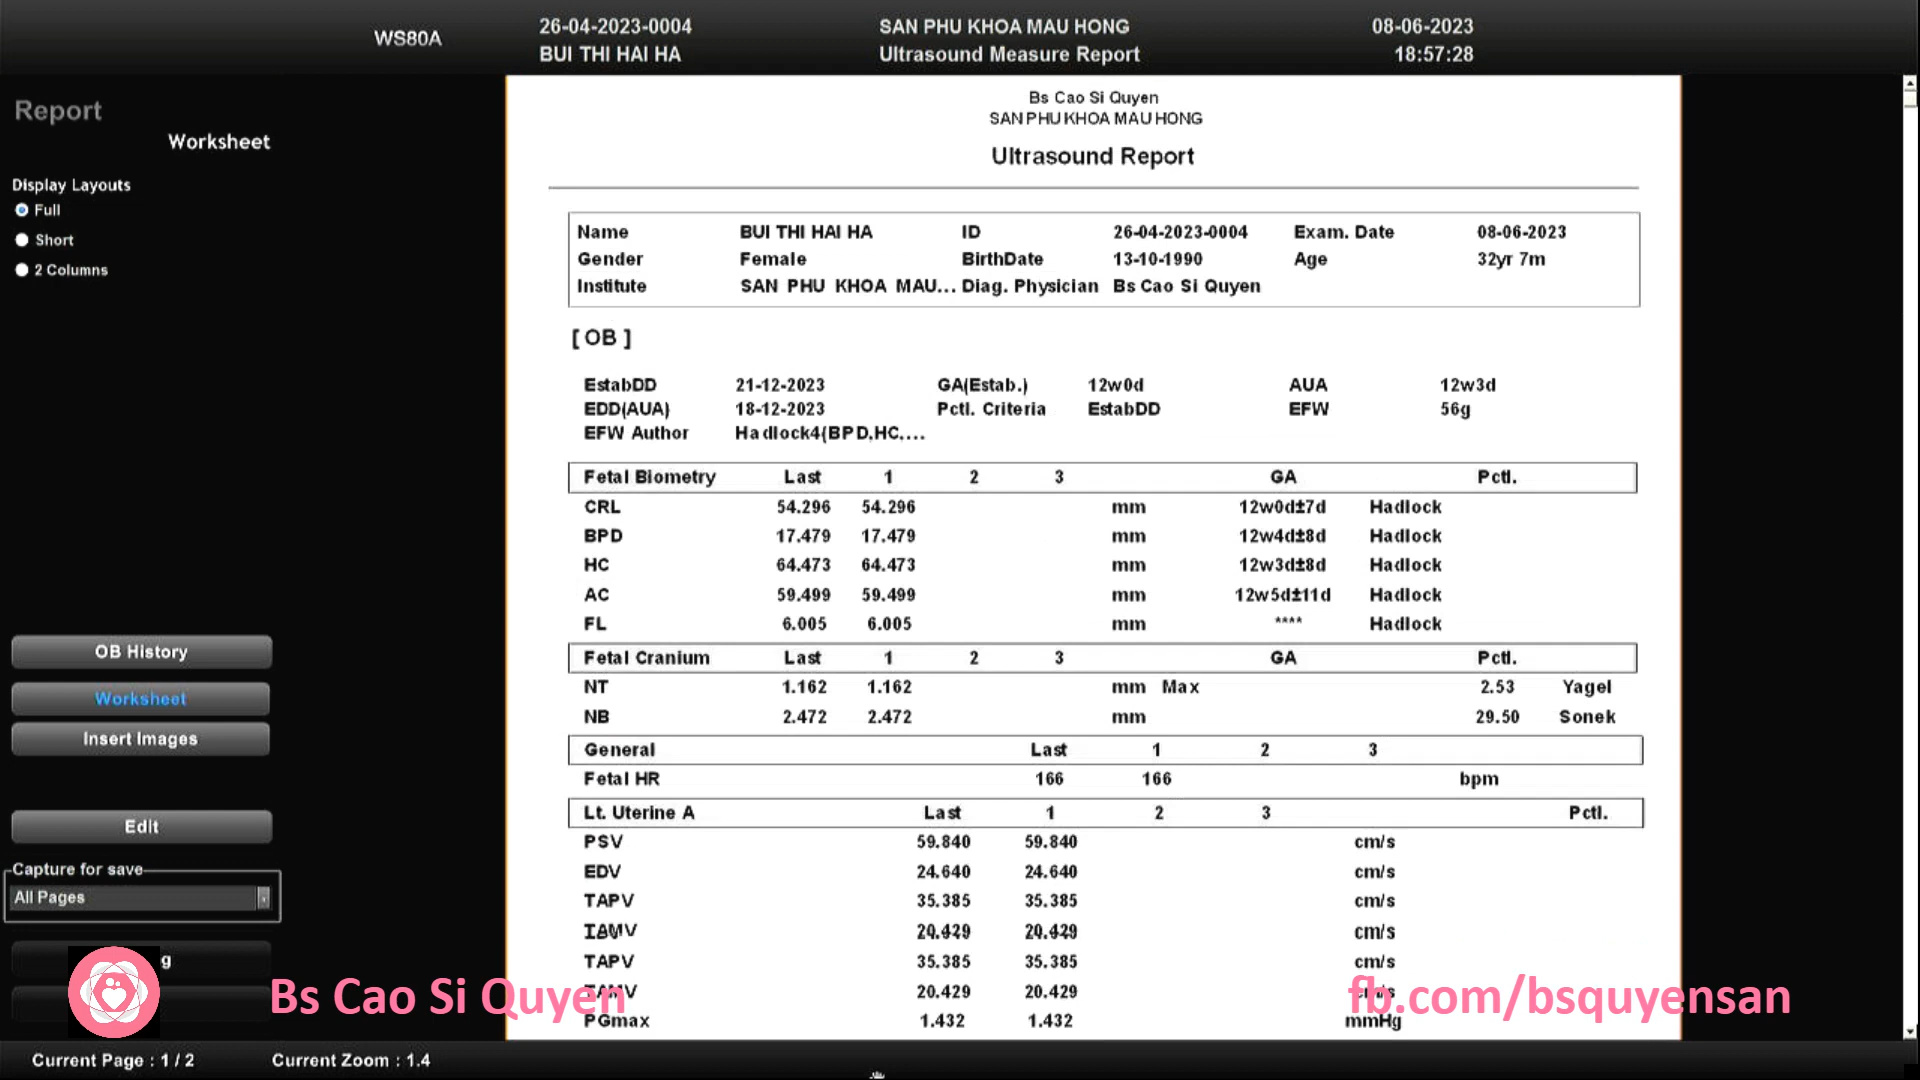 WS80A
26-04-2023-0004
BUI THI HAI HA
SAN PHU KHOA MAU HONG
Ultrasound Measure Report
08-06-2023
18:57:28
Report
Worksheet
Display Layouts
Full
Short
2 Columns
OB History
Worksheet
Insert Images
Edit
Capture for save
All Pages
g
Bs Cao Si Quyen
SAN PHU KHOA MAU HONG
Ultrasound Report
Name BUI THI HAI HA ID 26-04-2023-0004 Exam. Date 08-06-2023
Gender Female BirthDate 13-10-1990 Age 32yr 7m
Institute SAN PHU KHOA MAU... Diag. Physician Bs Cao Si Quyen
[ OB ]
EstabDD 21-12-2023 GA(Estab.) 12w0d AUA 12w3d
EDD(AUA) 18-12-2023 Pctl. Criteria EstabDD EFW 56g
EFW Author Hadlock4(BPD,HC,...
Fetal Biometry Last 1 2 3 GA Pctl.
CRL 54.296 54.296 mm 12w0d±7d Hadlock
BPD 17.479 17.479 mm 12w4d±8d Hadlock
HC 64.473 64.473 mm 12w3d±8d Hadlock
AC 59.499 59.499 mm 12w5d±11d Hadlock
FL 6.005 6.005 mm **** Hadlock
Fetal Cranium Last 1 2 3 GA Pctl.
NT 1.162 1.162 mm Max 2.53 Yagel
NB 2.472 2.472 mm 29.50 Sonek
General Last 1 2 3
Fetal HR 166 166 bpm
Lt. Uterine A Last 1 2 3 Pctl.
PSV 59.840 59.840 cm/s
EDV 24.640 24.640 cm/s
TAPV 35.385 35.385 cm/s
TAMV 20.429 20.429 cm/s
TAPV 35.385 35.385 cm/s
TAMV 20.429 20.429 cm/s
PGmax 1.432 1.432 mmHg
Bs Cao Si Quyen
fb.com/bsquyensan
Current Page : 1 / 2
Current Zoom : 1.4